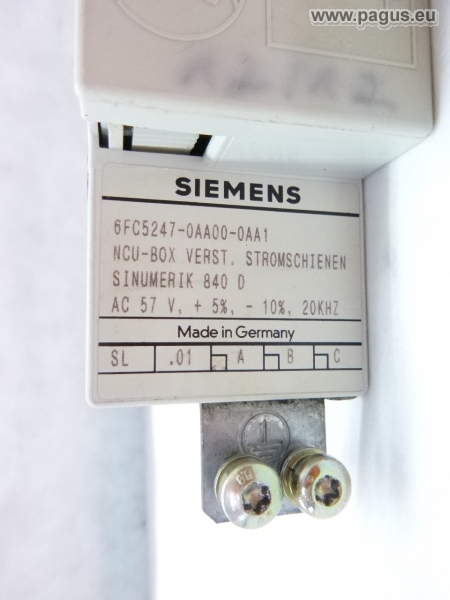 www.pagus.eu
SIEMENS
6FC5247-0AA00-0AA1
NCU-BOX VERST. STROMSCHIENEN
SINUMERIK 840 D
AC 57 V, + 5%, - 10%, 20KHZ
Made in Germany
SL .01 A B C